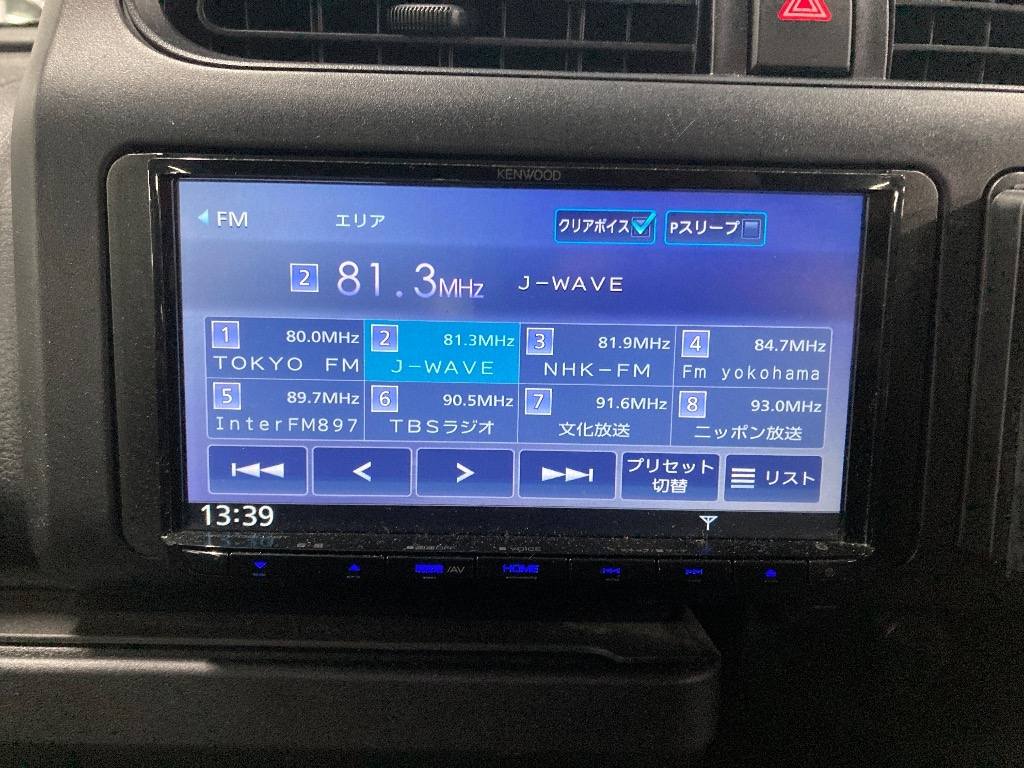 KENWOOD
FM エリア クリアボイス Pスリープ
2 81.3MHz J-WAVE
1 80.0MHz 2 81.3MHz 3 81.9MHz 4 84.7MHz
TOKYO FM J-WAVE NHK-FM Fm yokohama
5 89.7MHz 6 90.5MHz 7 91.6MHz 8 93.0MHz
InterFM897 TBSラジオ 文化放送 ニッポン放送
プリセット
切替 リスト
13:39
VOICE
/AV HOME